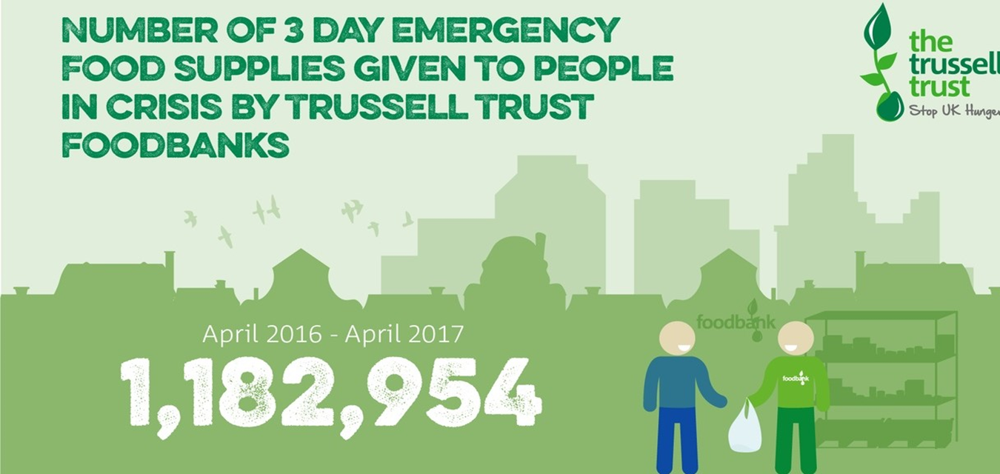 NUMBER OF 3 DAY EMERGENCY
FOOD SUPPLIES GIVEN TO PEOPLE
IN CRISIS BY TRUSSELL TRUST
FOODBANKS
the
trussell
trust
Stop UK Hunger
foodbank
April 2016 - April 2017
1,182,954
foodbank